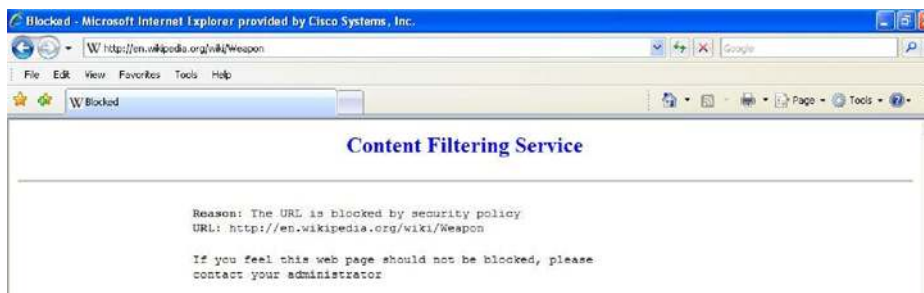 Blocked - Microsoft Internet Explorer provided by Cisco Systems, Inc.
W http://en.wikipedia.org/wiki/Weapon
Google
File Edit View Favorites Tools Help
W Blocked
Page Tools
Content Filtering Service
Reason: The URL is blocked by security policy
URL: http://en.wikipedia.org/wiki/Weapon
If you feel this web page should not be blocked, please
contact your administrator